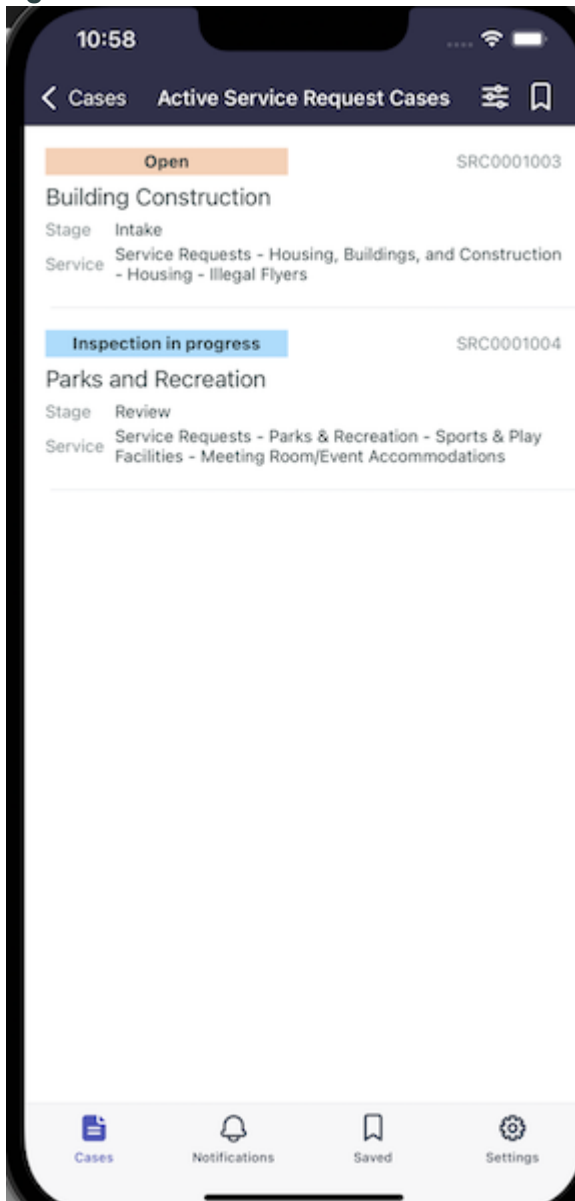 10:58
Cases Active Service Request Cases
Open SRC0001003
Building Construction
Stage Intake
Service Service Requests - Housing, Buildings, and Construction
- Housing - Illegal Flyers
Inspection in progress SRC0001004
Parks and Recreation
Stage Review
Service Service Requests - Parks & Recreation - Sports & Play
Facilities - Meeting Room/Event Accommodations
Cases Notifications Saved Settings